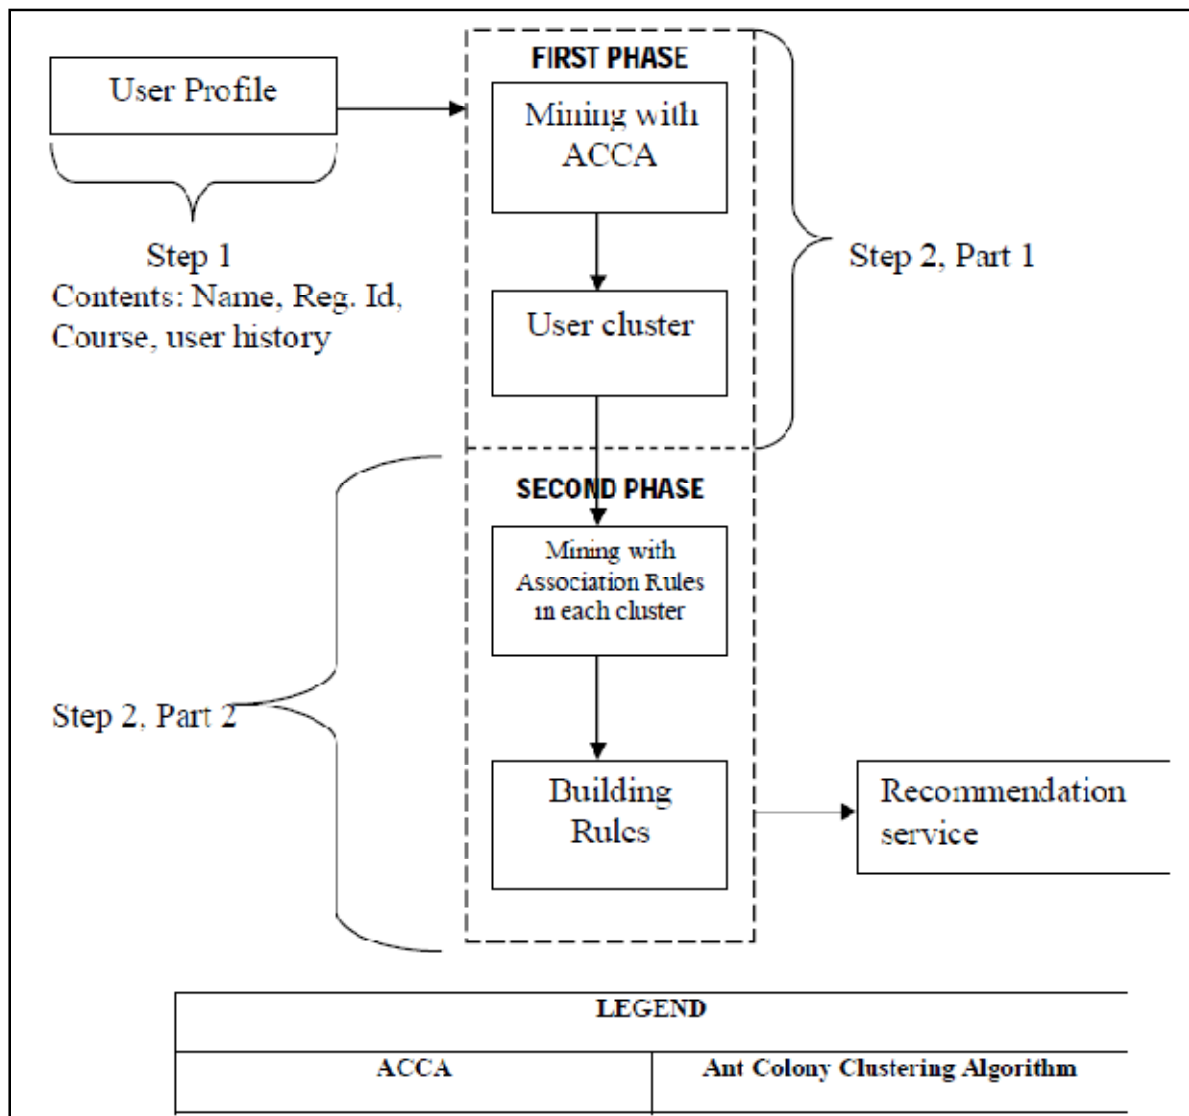 User Profile
Step 1
Contents: Name, Reg. Id,
Course, user history
FIRST PHASE
Mining with
ACCA
User cluster
Step 2, Part 1
SECOND PHASE
Mining with
Association Rules
in each cluster
Step 2, Part 2
Building
Rules
Recommendation
service
LEGEND
ACCA
Ant Colony Clustering Algorithm